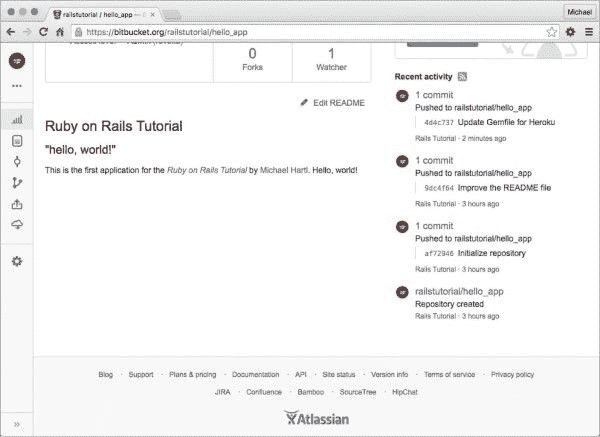 railstutorial / hello_app —
Michael
https://bitbucket.org/railstutorial/hello_app
0
Forks
1
Watcher
Edit README
Ruby on Rails Tutorial
"hello, world!"
This is the first application for the Ruby on Rails Tutorial by Michael Hartl. Hello, world!
Recent activity
1 commit
Pushed to railstutorial/hello_app
4d4c737 Update Gemfile for Heroku
Rails Tutorial · 2 minutes ago
1 commit
Pushed to railstutorial/hello_app
9dc4f64 Improve the README file
Rails Tutorial · 3 hours ago
1 commit
Pushed to railstutorial/hello_app
af72946 Initialize repository
Rails Tutorial · 3 hours ago
railstutorial/hello_app
Repository created
Rails Tutorial · 3 hours ago
Blog · Support · Plans & pricing · Documentation · API · Site status · Version info · Terms of service · Privacy policy
JIRA · Confluence · Bamboo · SourceTree · HipChat
Atlassian